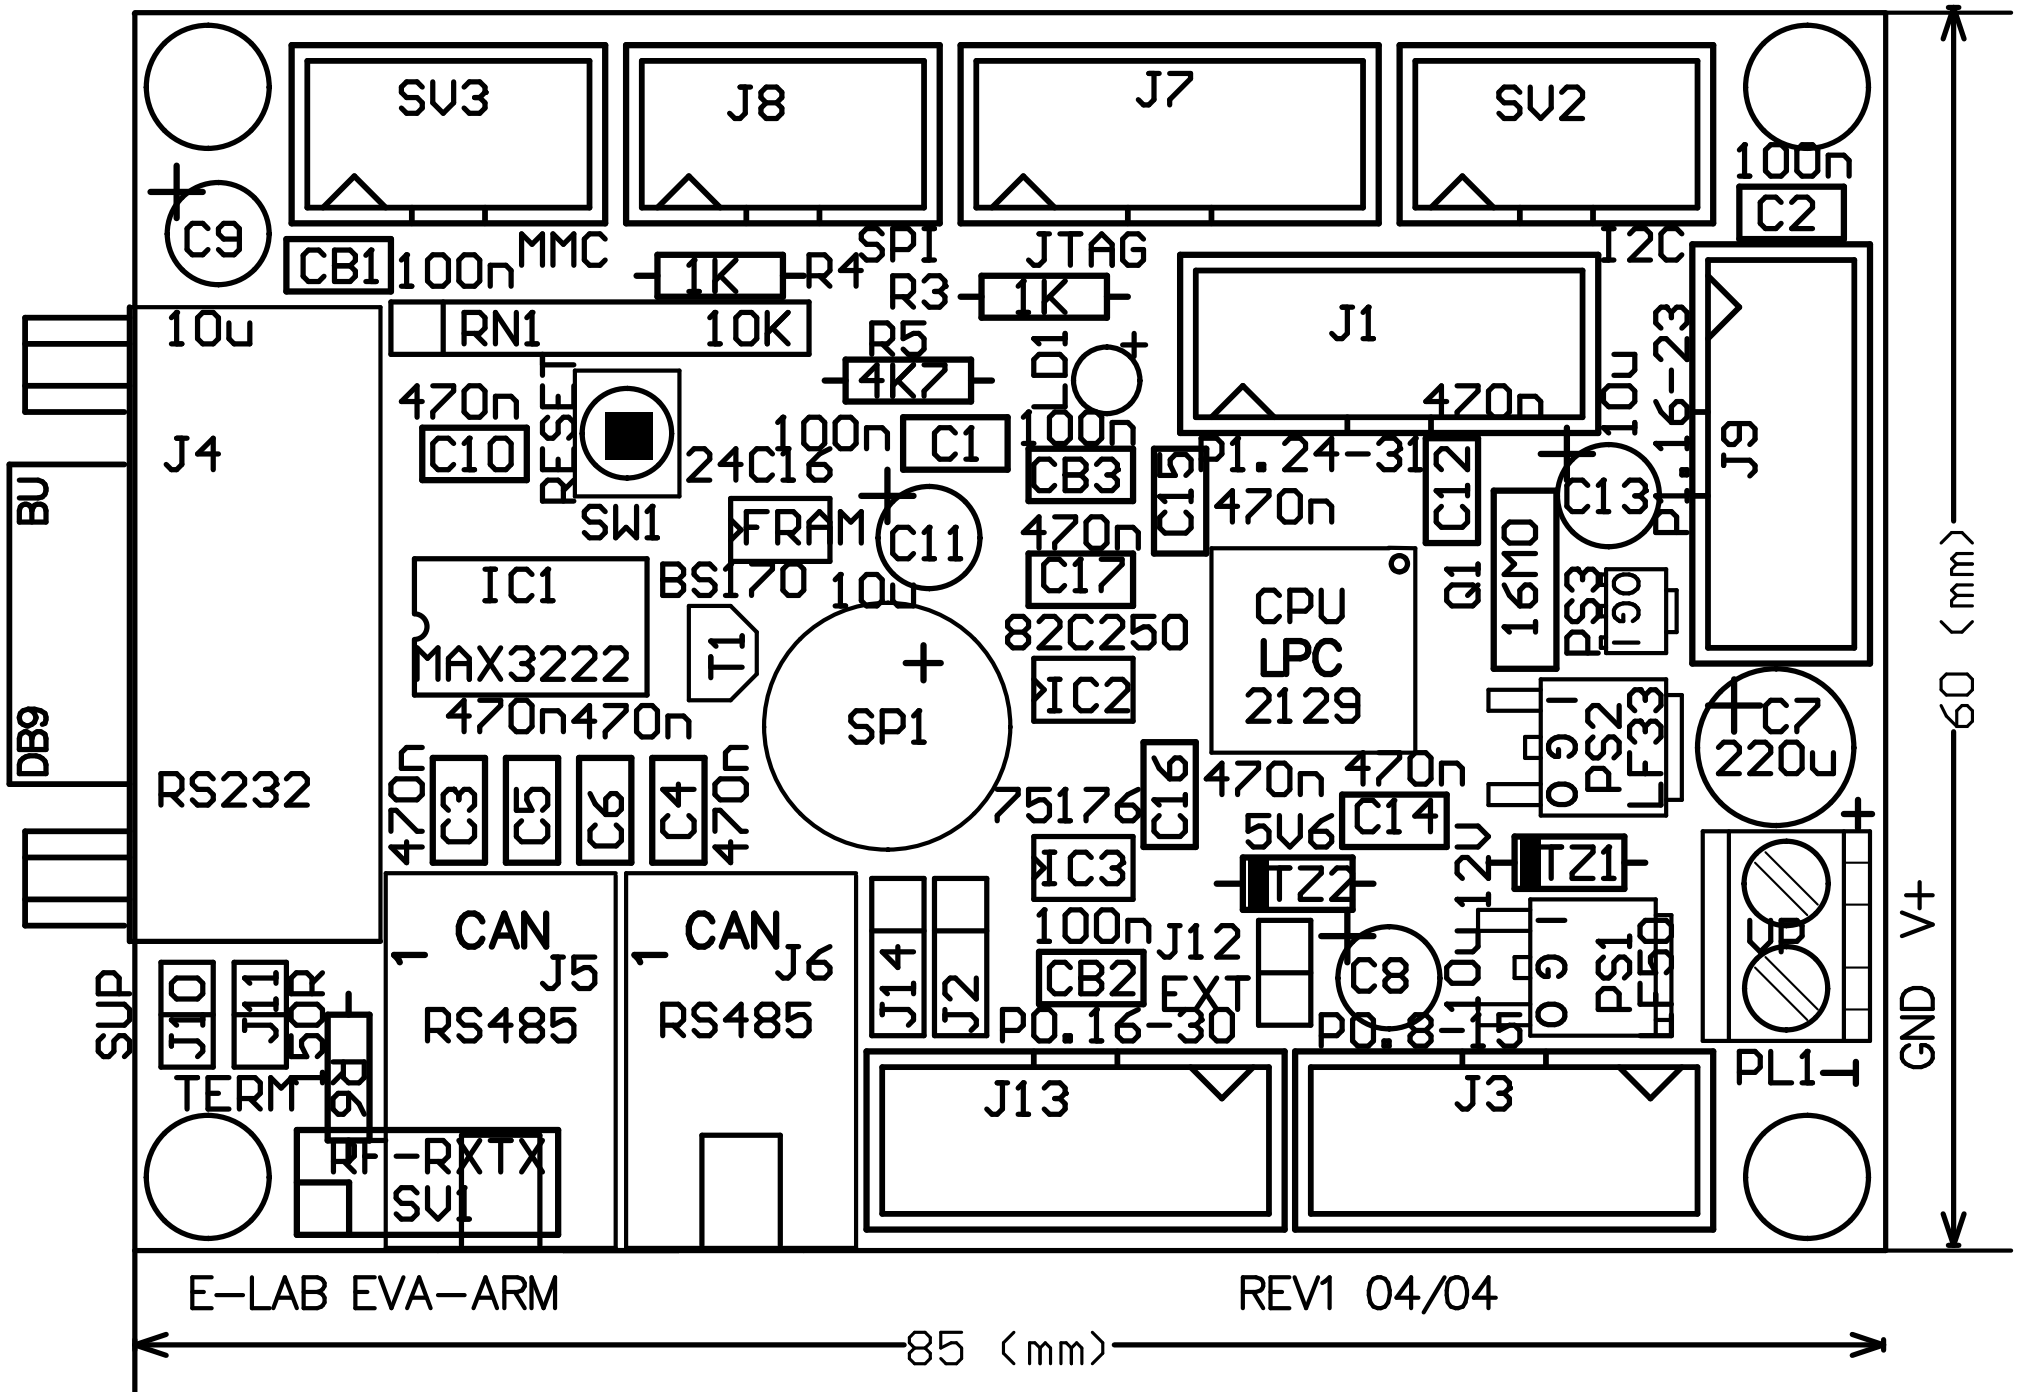 SV3
J8
J7
SV2
100n
C2
C9
CB1
100n
MMC
1K
R4
SPI
R3
JTAG
1K
I2C
10u
RN1
10K
R5
4K7
LD1
J1
10u
P1.16-23
J9
470n
C10
RESET
SW1
100n
C1
100n
CB3
470n
P1.24-31
C15
470n
C12
C13
J4
24C16
FRAM
C11
10u
470n
C17
BU
DB9
RS232
IC1
MAX3222
BS170
T1
82C250
IC2
CPU
LPC
2129
Q1
16M0
PS3
O G I
I G O
PS2
LF33
C7
220u
470n
470n
470n
C3
C5
C6
C4
470n
SP1
75176
IC3
C16
470n
470n
C14
5V6
TZ2
12V
TZ1
CAN
1
J5
RS485
CAN
1
J6
RS485
J14
J2
100n
CB2
J12
EXT
C8
10u
I G O
PS1
V+
GND
SUP
J10
J11
TERM
150R
R6
P0.16-30
P0.8-15
PL1
RF-RXTX
SV1
J13
J3
60 (mm)
E-LAB EVA-ARM
REV1 04/04
85 (mm)